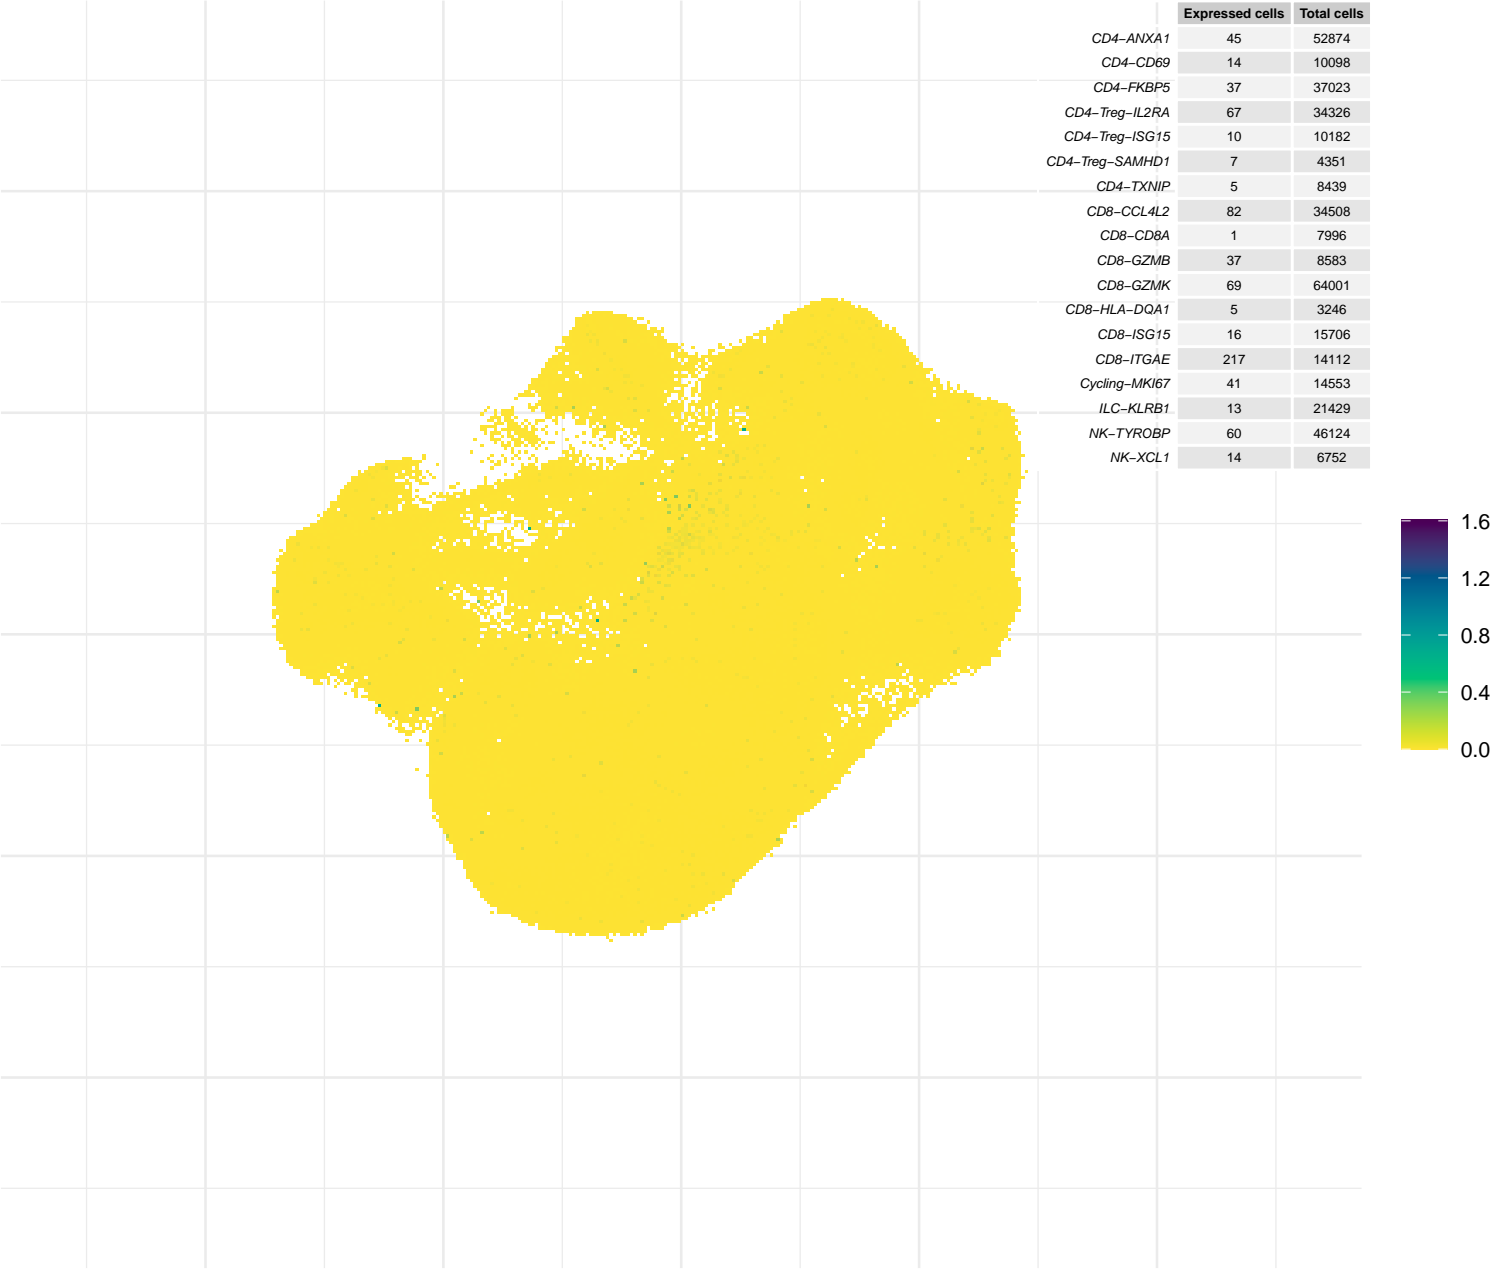 Expressed cells Total cells
CD4−ANXA1 45 52874
CD4−CD69 14 10098
CD4−FKBP5 37 37023
CD4−Treg−IL2RA 67 34326
CD4−Treg−ISG15 10 10182
CD4−Treg−SAMHD1 7 4351
CD4−TXNIP 5 8439
CD8−CCL4L2 82 34508
CD8−CD8A 1 7996
CD8−GZMB 37 8583
CD8−GZMK 69 64001
CD8−HLA−DQA1 5 3246
CD8−ISG15 16 15706
CD8−ITGAE 217 14112
Cycling−MKI67 41 14553
ILC−KLRB1 13 21429
NK−TYROBP 60 46124
NK−XCL1 14 6752
1.6
1.2
0.8
0.4
0.0